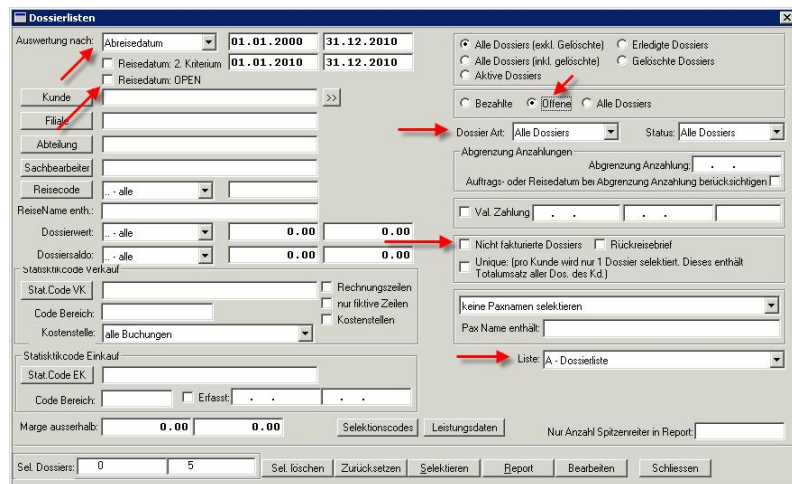 Dossierlisten
Auswertung nach: Abreisedatum 01.01.2000 31.12.2010
Reisedatum: 2. Kriterium 01.01.2010 31.12.2010
Reisedatum: OPEN
Kunde >>
Filiale
Abteilung
Sachbearbeiter
Reisecode .. - alle
ReiseName enth.:
Dossierwert: .. - alle 0.00 0.00
Dossiersaldo: .. - alle 0.00 0.00
Statistikcode Verkauf
Stat.Code VK
Rechnungszeilen
nur fiktive Zeilen
Code Bereich:
Kostenstellen
Kostenstelle: alle Buchungen
Statisktikcode Einkauf
Stat.Code EK
Code Bereich: Erfasst: . . . .
Marge ausserhalb: 0.00 0.00 Selektionscodes Leistungsdaten
Alle Dossiers (exkl. Gelöschte) Erledigte Dossiers
Alle Dossiers (inkl. gelöschte) Gelöschte Dossiers
Aktive Dossiers
Bezahlte Offene Alle Dossiers
Dossier Art: Alle Dossiers Status: Alle Dossiers
Abgrenzung Anzahlungen
Abgrenzung Anzahlung: . .
Auftrags- oder Reisedatum bei Abgrenzung Anzahlung berücksichtigen
Val. Zahlung . . . .
Nicht fakturierte Dossiers Rückreisebrief
Unique: (pro Kunde wird nur 1 Dossier selektiert. Dieses enthält
Totalumsatz aller Dos. des Kd.)
keine Paxnamen selektieren
Pax Name enthält:
Liste: A - Dossierliste
Nur Anzahl Spitzenreiter in Report:
Sel. Dossiers: 0 5 Sel. löschen Zurücksetzen Selektieren Report Bearbeiten Schliessen